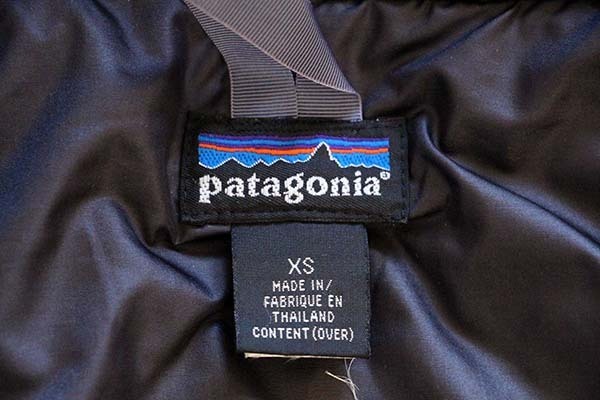 patagonia®
XS
MADE IN/
FABRIQUE EN
THAILAND
CONTENT (OVER)